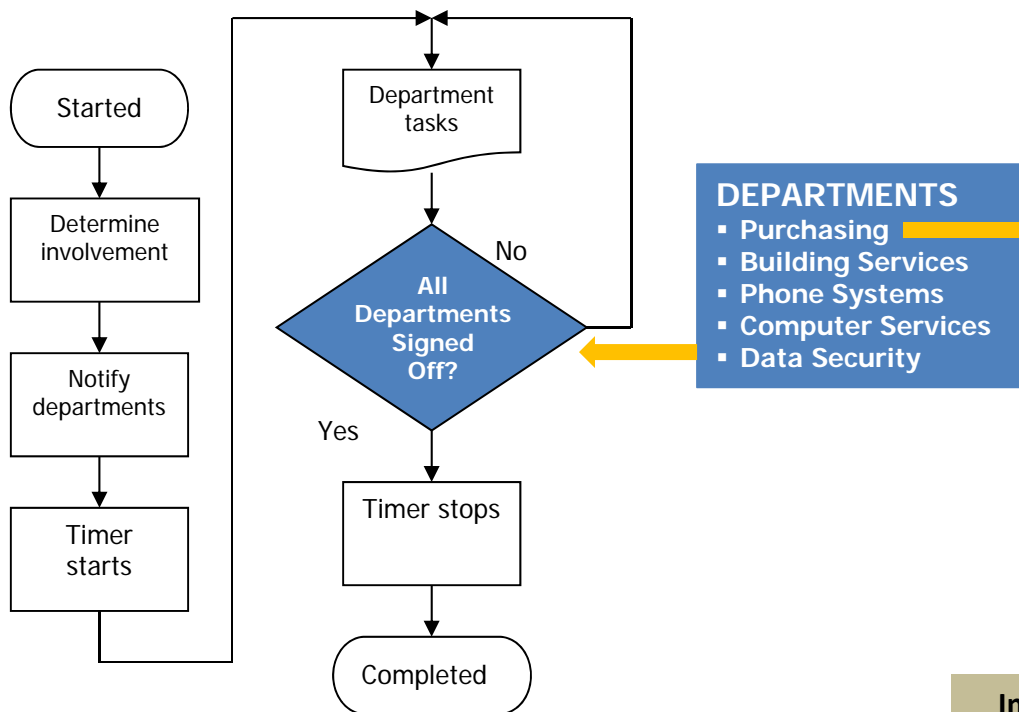 Started
Determine
involvement
Notify
departments
Timer
starts
Department
tasks
All
Departments
Signed
Off?
No
Yes
Timer stops
Completed
DEPARTMENTS
▪ Purchasing
▪ Building Services
▪ Phone Systems
▪ Computer Services
▪ Data Security